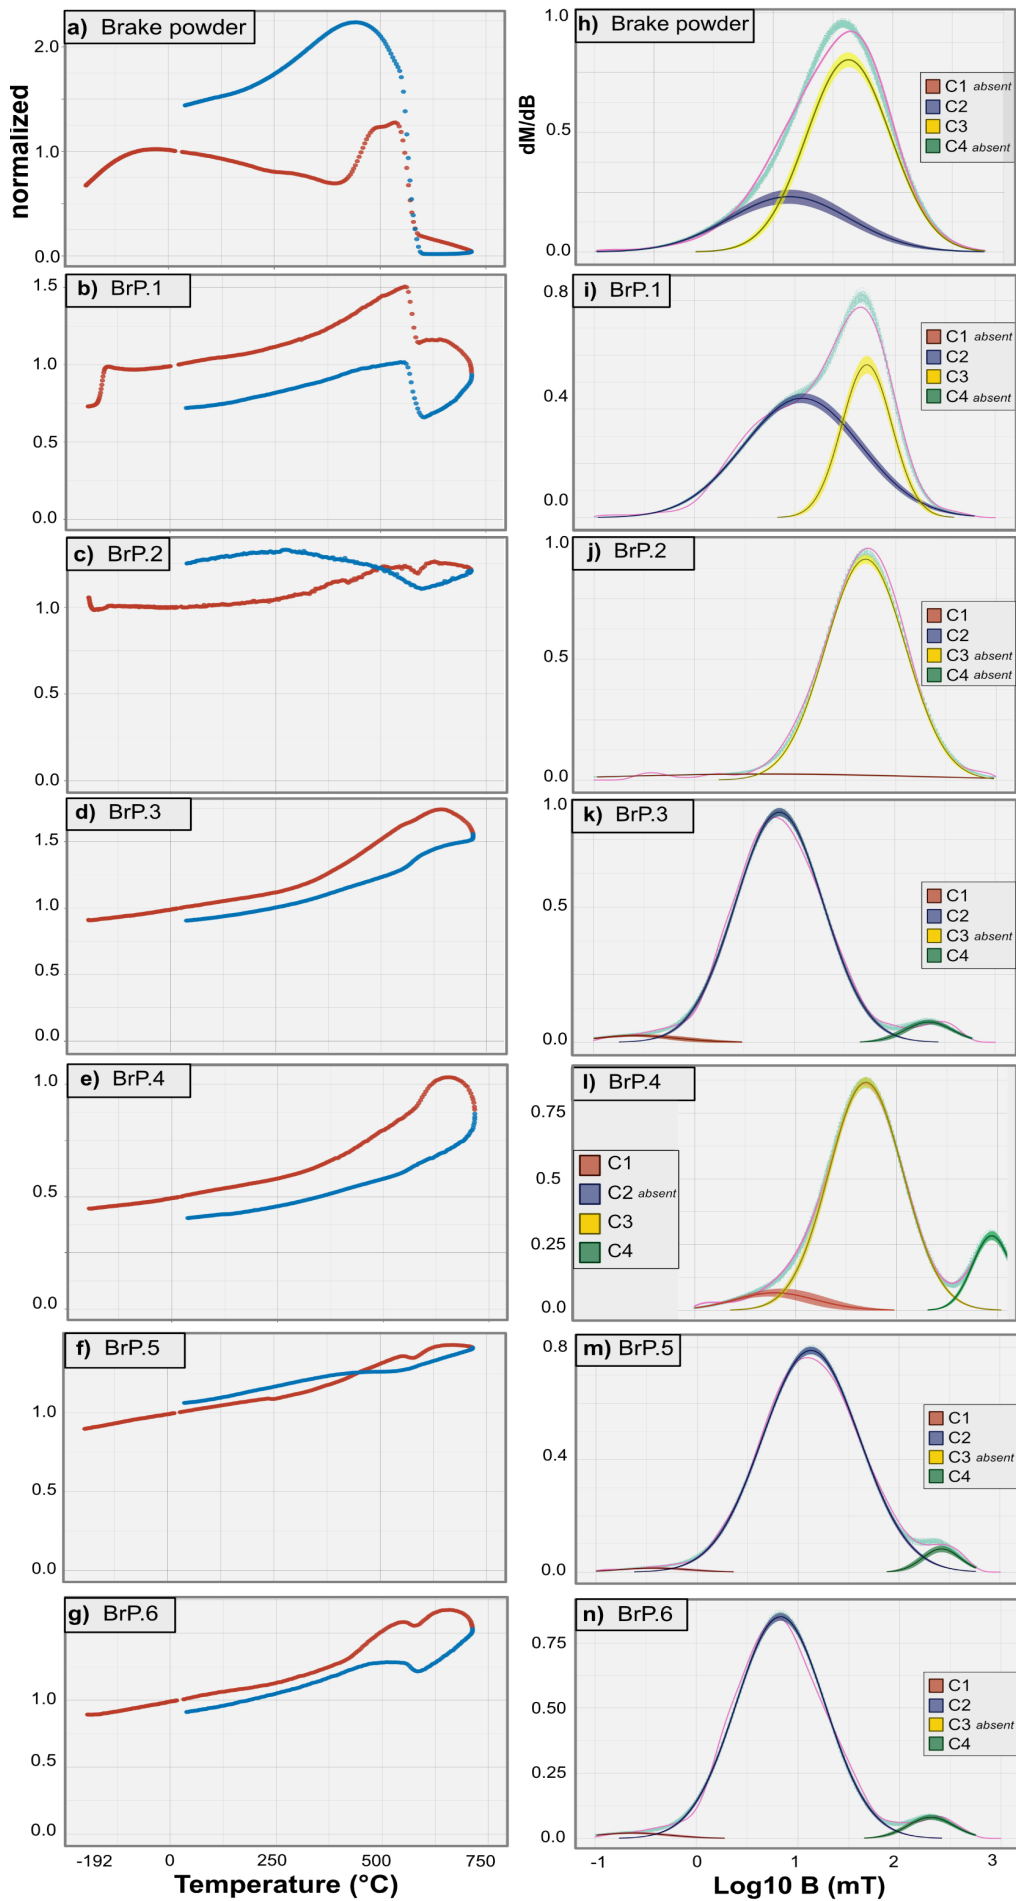 a) Brake powder
normalized
2.0
1.0
0.0
b) BrP.1
1.5
1.0
0.5
0.0
c) BrP.2
1.0
0.5
0.0
d) BrP.3
1.5
1.0
0.5
0.0
e) BrP.4
1.0
0.5
0.0
f) BrP.5
1.0
0.5
0.0
g) BrP.6
1.0
0.5
0.0
-192 0 250 500 750
Temperature (°C)
h) Brake powder
dM/dB
1.0
0.5
0.0
C1 absent
C2
C3
C4 absent
i) BrP.1
0.8
0.4
0.0
C1 absent
C2
C3
C4 absent
j) BrP.2
1.0
0.5
0.0
C1
C2
C3 absent
C4 absent
k) BrP.3
1.0
0.5
0.0
C1
C2
C3 absent
C4
l) BrP.4
0.75
0.5
0.25
0.0
C1
C2 absent
C3
C4
m) BrP.5
0.8
0.4
0.0
C1
C2
C3 absent
C4
n) BrP.6
0.75
0.50
0.25
0.0
C1
C2
C3 absent
C4
-1 0 1 2 3
Log10 B (mT)